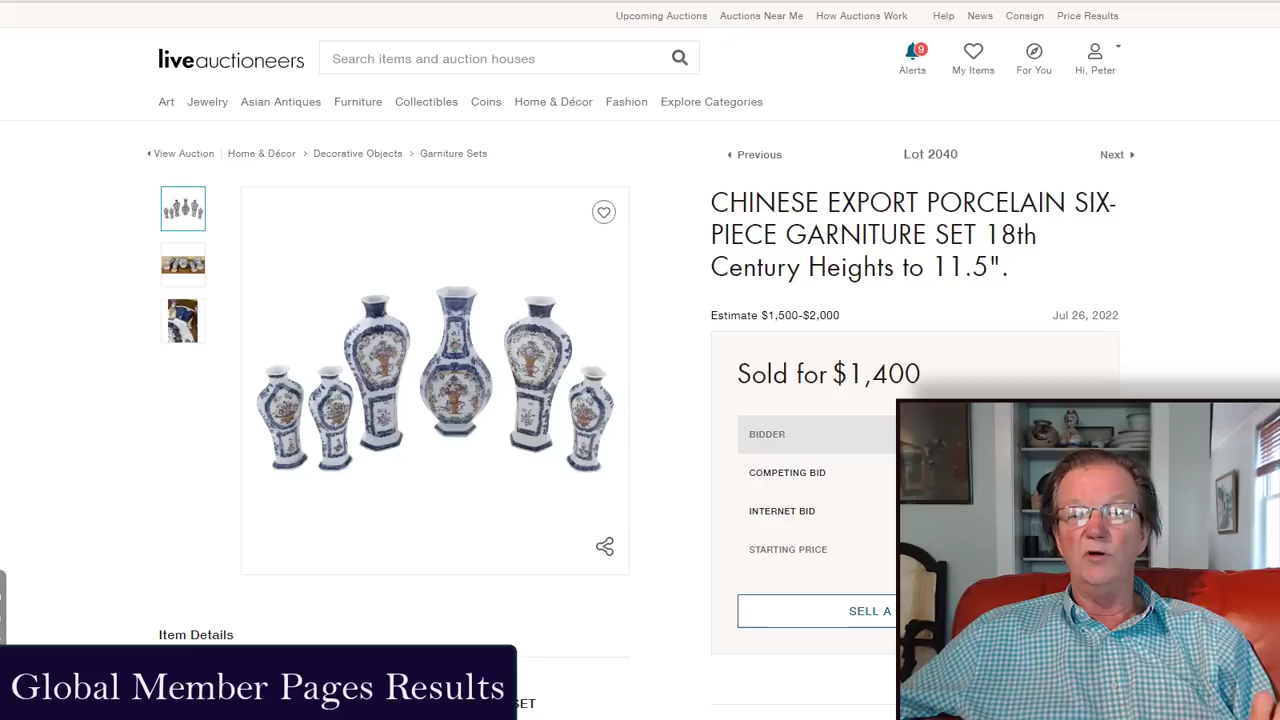 Upcoming Auctions Auctions Near Me How Auctions Work Help News Consign Price Results
liveauctioneers
Search items and auction houses
9
Alerts My Items For You Hi, Peter
Art Jewelry Asian Antiques Furniture Collectibles Coins Home & Décor Fashion Explore Categories
View Auction Home & Décor Decorative Objects Garniture Sets
Previous Lot 2040 Next
CHINESE EXPORT PORCELAIN SIX-
PIECE GARNITURE SET 18th
Century Heights to 11.5".
Estimate $1,500-$2,000 Jul 26, 2022
Sold for $1,400
BIDDER
COMPETING BID
INTERNET BID
STARTING PRICE
SELL A
Item Details
Global Member Pages Results
SET